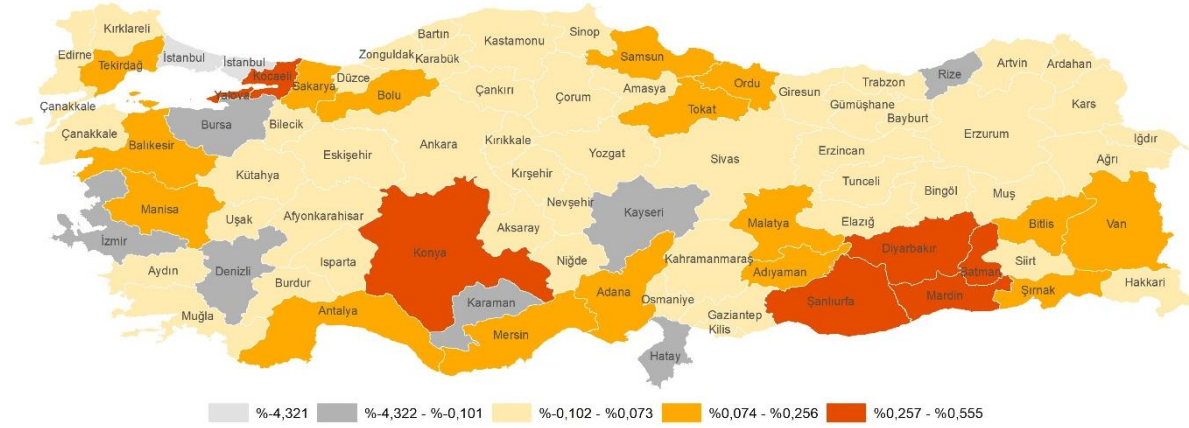 Kırklareli
Edirne
Tekirdağ
İstanbul
İstanbul
Kocaeli
Yalova
Sakarya
Düzce
Bolu
Zonguldak
Bartın
Karabük
Kastamonu
Sinop
Samsun
Ordu
Giresun
Trabzon
Rize
Artvin
Ardahan
Çanakkale
Çanakkale
Balıkesir
Bursa
Bilecik
Eskişehir
Ankara
Çankırı
Çorum
Amasya
Tokat
Gümüşhane
Bayburt
Erzurum
Kars
Iğdır
Kütahya
Kırıkkale
Yozgat
Sivas
Erzincan
Ağrı
Manisa
Uşak
Afyonkarahisar
Kırşehir
Nevşehir
Kayseri
Tunceli
Bingöl
Muş
İzmir
Aksaray
Malatya
Elazığ
Bitlis
Van
Aydın
Denizli
Isparta
Konya
Niğde
Kahramanmaraş
Adıyaman
Diyarbakır
Batman
Siirt
Burdur
Hakkari
Muğla
Antalya
Karaman
Mersin
Adana
Osmaniye
Gaziantep
Kilis
Şanlıurfa
Mardin
Şırnak
Hatay
%-4,321
%-4,322 - %-0,101
%-0,102 - %0,073
%0,074 - %0,256
%0,257 - %0,555